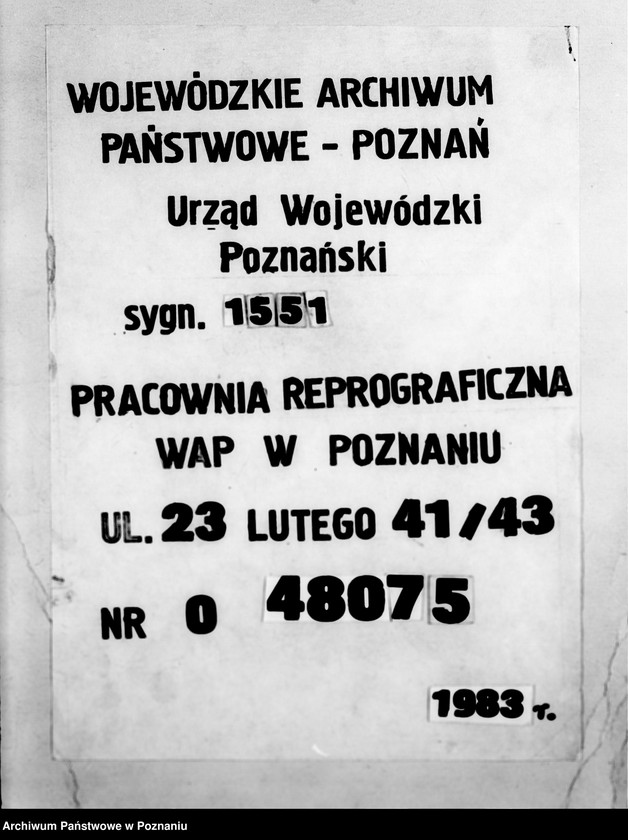 WOJEWÓDZKIE ARCHIWUM
PAŃSTWOWE - POZNAŃ
Urząd Wojewódzki
Poznański
sygn. 1551
PRACOWNIA REPROGRAFICZNA
WAP W POZNANIU
UL. 23 LUTEGO 41/43
NR 0 48075
1983 r.
Archiwum Państwowe w Poznaniu